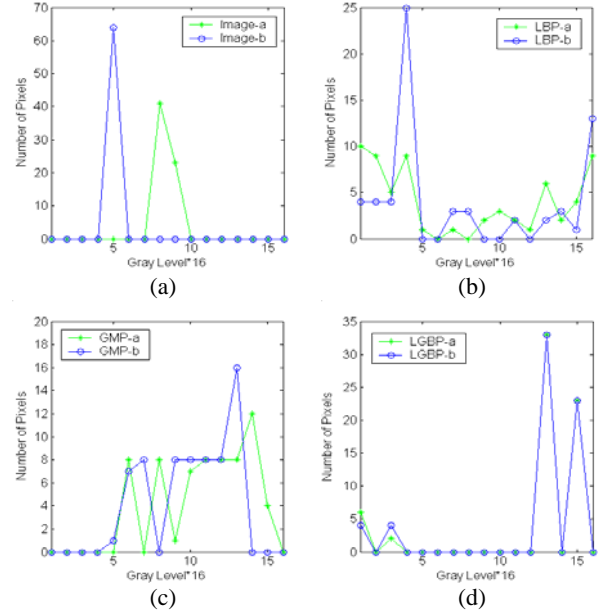 70
60
50
40
30
20
10
0
Number of Pixels
Image-a
Image-b
5 10 15
Gray Level*16
(a)
25
20
15
10
5
0
Number of Pixels
LBP-a
LBP-b
5 10 15
Gray Level*16
(b)
20
18
16
14
12
10
8
6
4
2
0
Number of Pixels
GMP-a
GMP-b
5 10 15
Gray Level*16
(c)
35
30
25
20
15
10
5
0
Number of Pixels
LGBP-a
LGBP-b
5 10 15
Gray Level*16
(d)